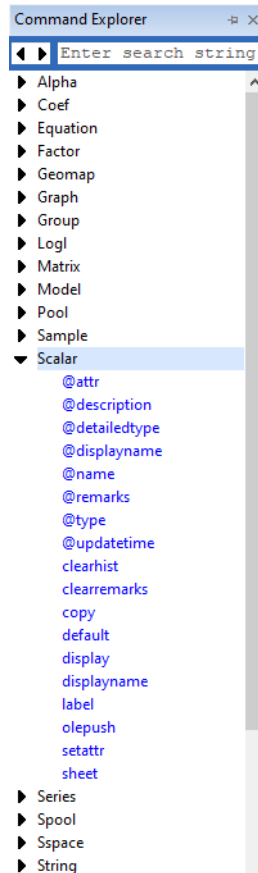 Command Explorer
Enter search string
Alpha
Coef
Equation
Factor
Geomap
Graph
Group
Logl
Matrix
Model
Pool
Sample
Scalar
@attr
@description
@detailedtype
@displayname
@name
@remarks
@type
@updatetime
clearhist
clearremarks
copy
default
display
displayname
label
olepush
setattr
sheet
Series
Spool
Sspace
String